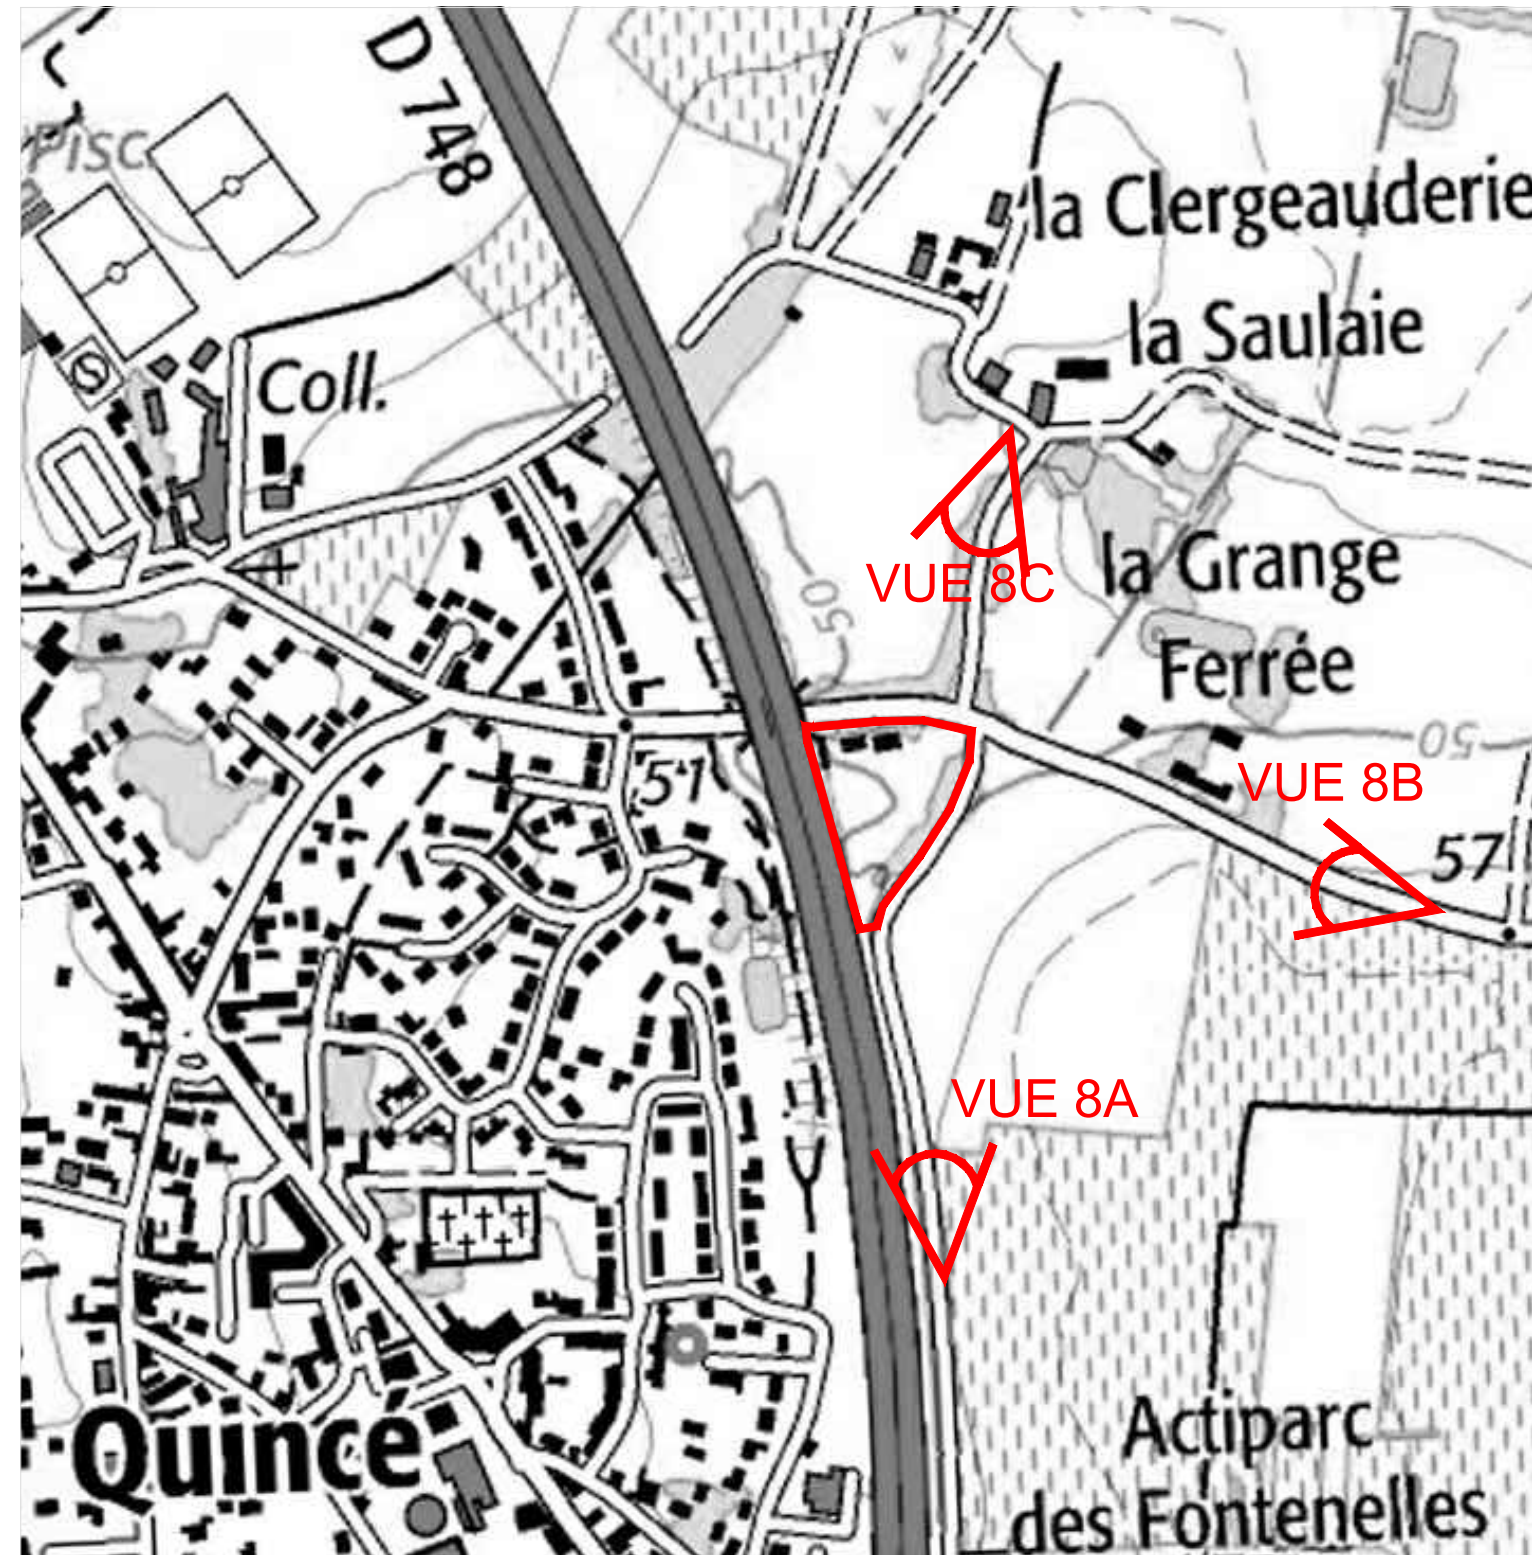 D 748
Pisc
la Clergeauderie
la Saulaie
Coll.
la Grange
Ferrée
VUE 8C
50
50
51
VUE 8B
57
VUE 8A
Actiparc
des Fontenelles
Quincé